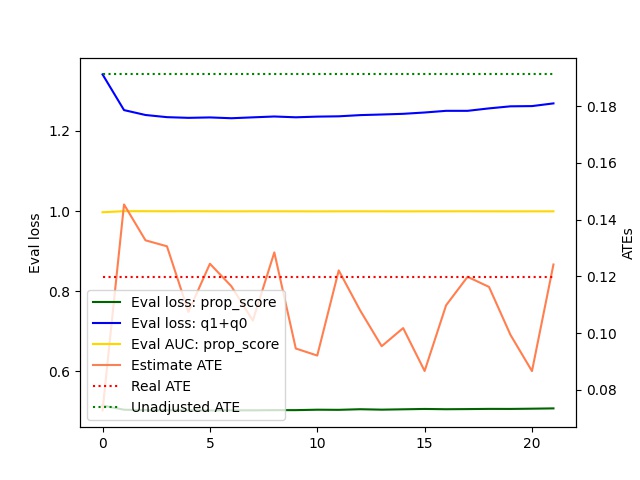 Eval loss
1.2
1.0
0.8
0.6
0.18
0.16
0.14
0.12
0.10
0.08
ATEs
Eval loss: prop_score
Eval loss: q1+q0
Eval AUC: prop_score
Estimate ATE
Real ATE
Unadjusted ATE
0
5
10
15
20